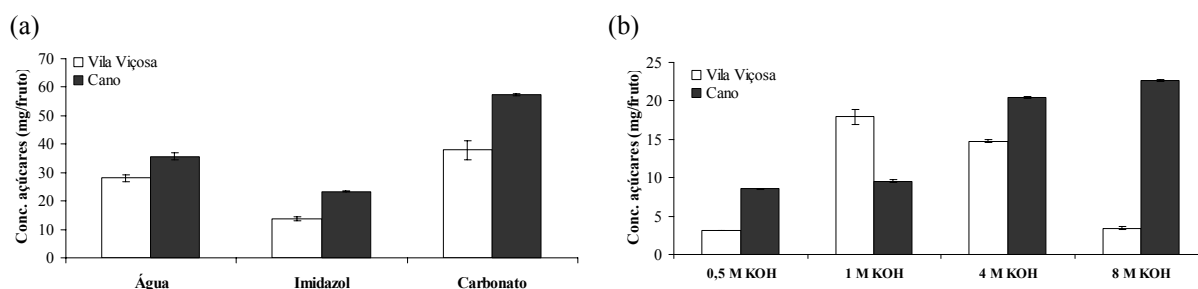 (a)
Conc. açúcares (mg/fruto)
70
60
50
40
30
20
10
0
Vila Viçosa
Cano
Água Imidazol Carbonato
(b)
Conc. açúcares (mg/fruto)
25
20
15
10
5
0
Vila Viçosa
Cano
0,5 M KOH 1 M KOH 4 M KOH 8 M KOH